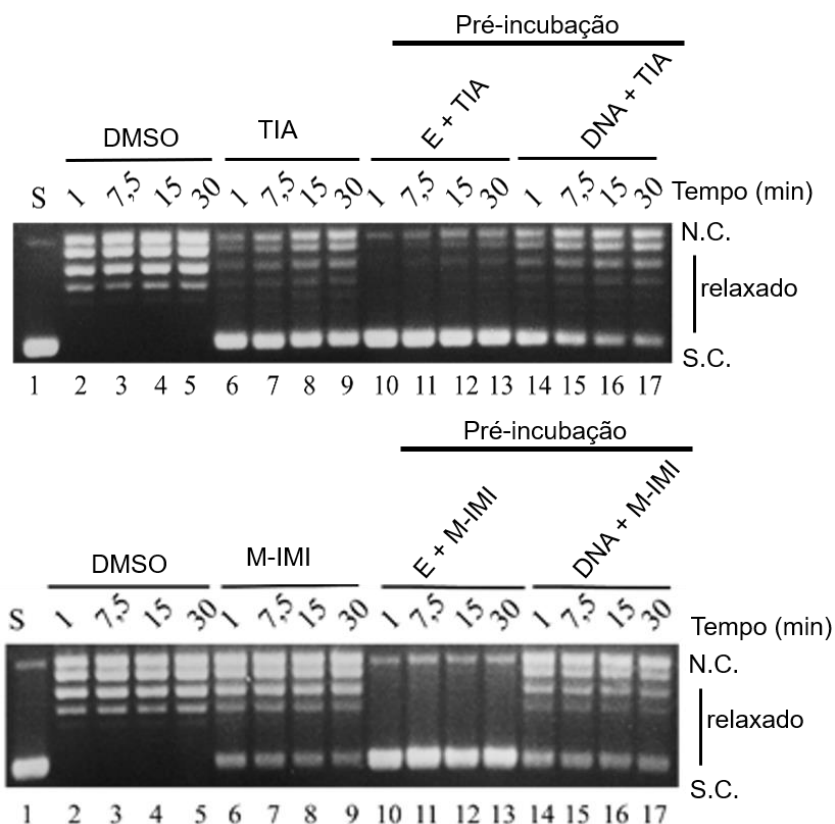 Pré-incubação
DMSO TIA E + TIA DNA + TIA
S 1 7,5 15 30 1 7,5 15 30 1 7,5 15 30 1 7,5 15 30 Tempo (min)
N.C.
relaxado
S.C.
1 2 3 4 5 6 7 8 9 10 11 12 13 14 15 16 17
Pré-incubação
DMSO M-IMI E + M-IMI DNA + M-IMI
S 1 7,5 15 30 1 7,5 15 30 1 7,5 15 30 1 7,5 15 30 Tempo (min)
N.C.
relaxado
S.C.
1 2 3 4 5 6 7 8 9 10 11 12 13 14 15 16 17